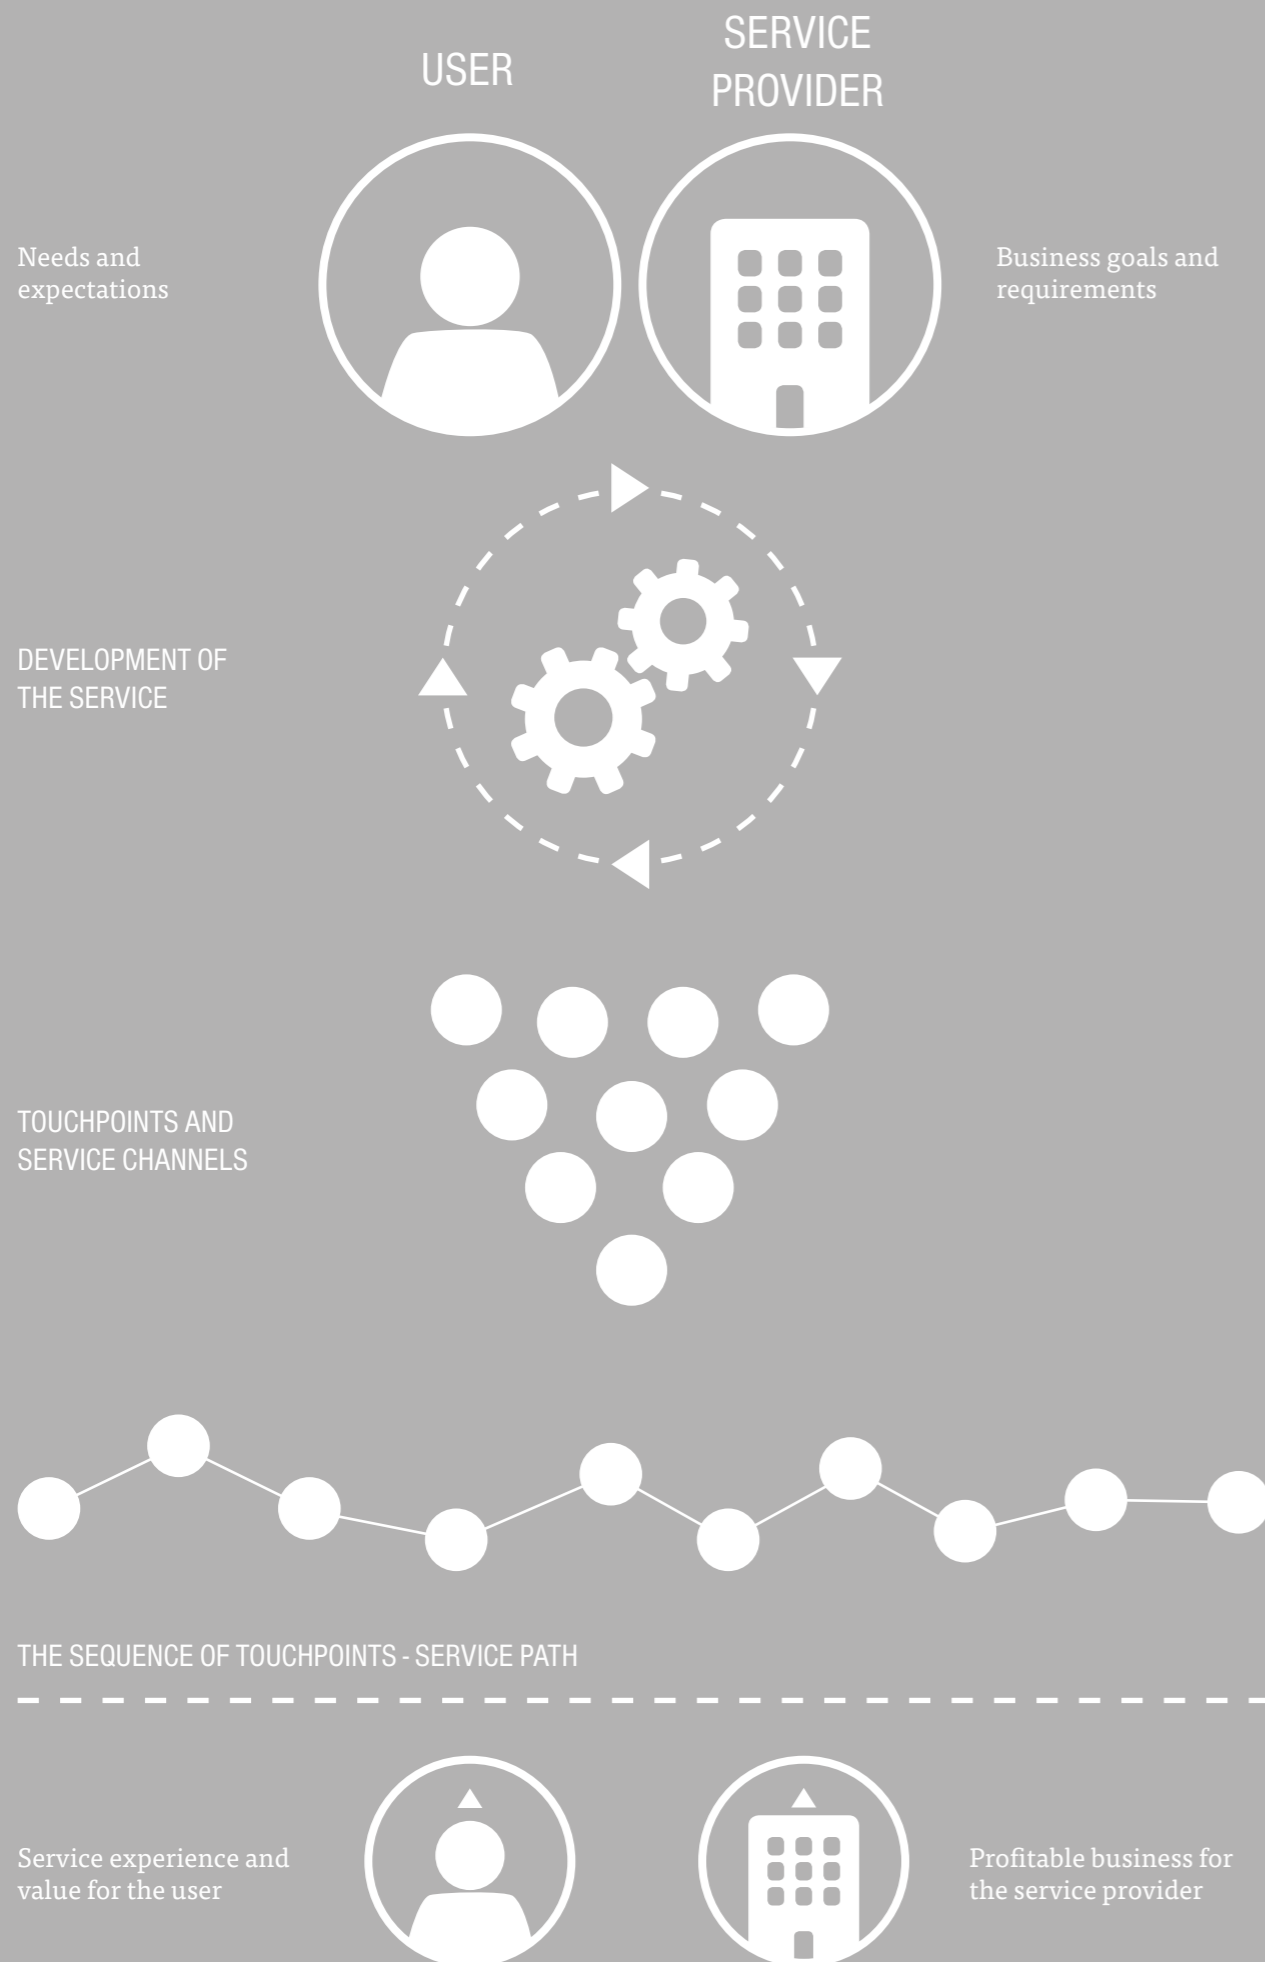 USER
SERVICE
PROVIDER
Needs and
expectations
Business goals and
requirements
DEVELOPMENT OF
THE SERVICE
TOUCHPOINTS AND
SERVICE CHANNELS
THE SEQUENCE OF TOUCHPOINTS - SERVICE PATH
Service experience and
value for the user
Profitable business for
the service provider